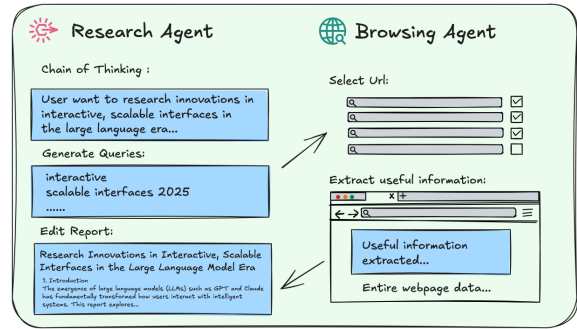 Research Agent
Chain of Thinking :
User want to research innovations in
interactive, scalable interfaces in
the large language era...
Generate Queries:
interactive
scalable interfaces 2025
......
Edit Report:
Research Innovations in Interactive, Scalable
Interfaces in the Large Language Model Era
1. Introduction
The emergence of large language models (LLMs) such as GPT and Claude
has fundamentally transformed how users interact with intelligent
systems. This report explores...
Browsing Agent
Select Url:
Extract useful information:
X +
Useful information
extracted...
Entire webpage data...